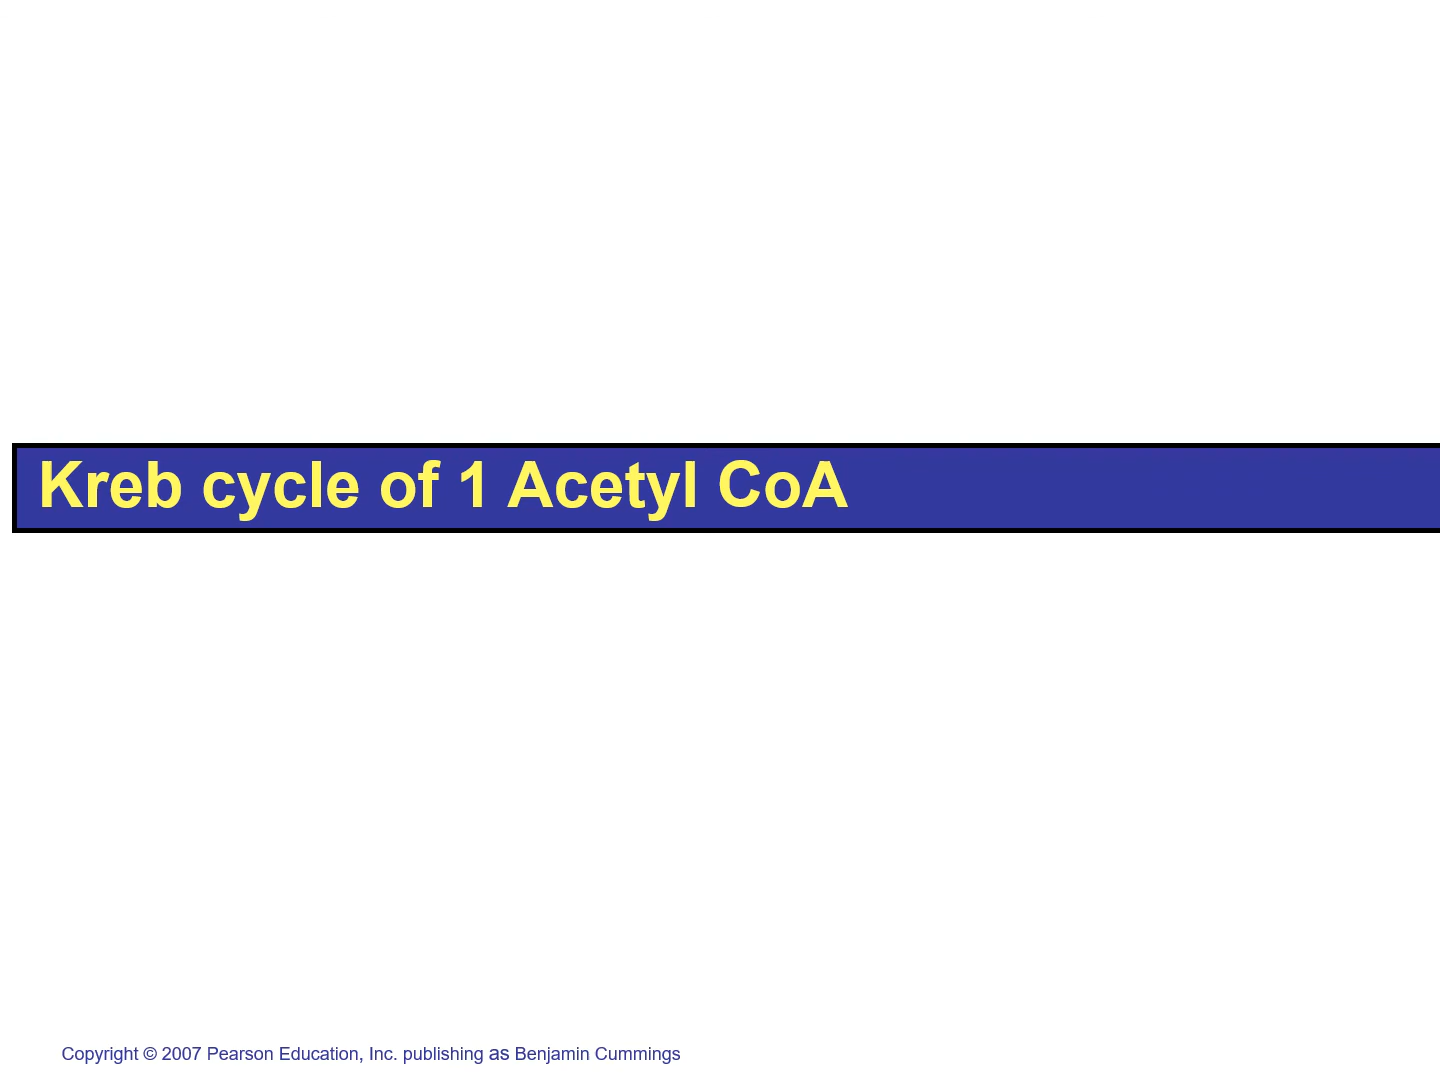 Kreb cycle of 1 Acetyl CoA
Copyright © 2007 Pearson Education, Inc. publishing as Benjamin Cummings